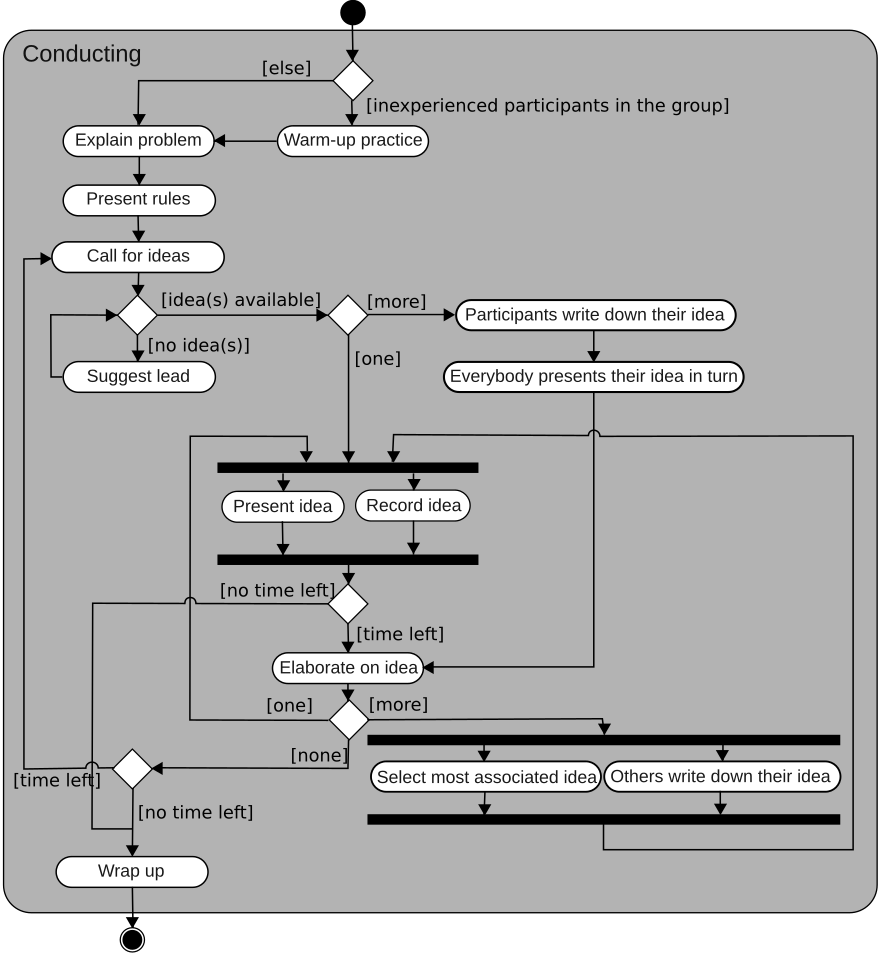 Conducting
[else]
[inexperienced participants in the group]
Explain problem
Warm-up practice
Present rules
Call for ideas
[idea(s) available]
[more]
Participants write down their idea
[no idea(s)]
[one]
Suggest lead
Everybody presents their idea in turn
Present idea
Record idea
[no time left]
[time left]
Elaborate on idea
[one]
[more]
[none]
[time left]
Select most associated idea
Others write down their idea
[no time left]
Wrap up